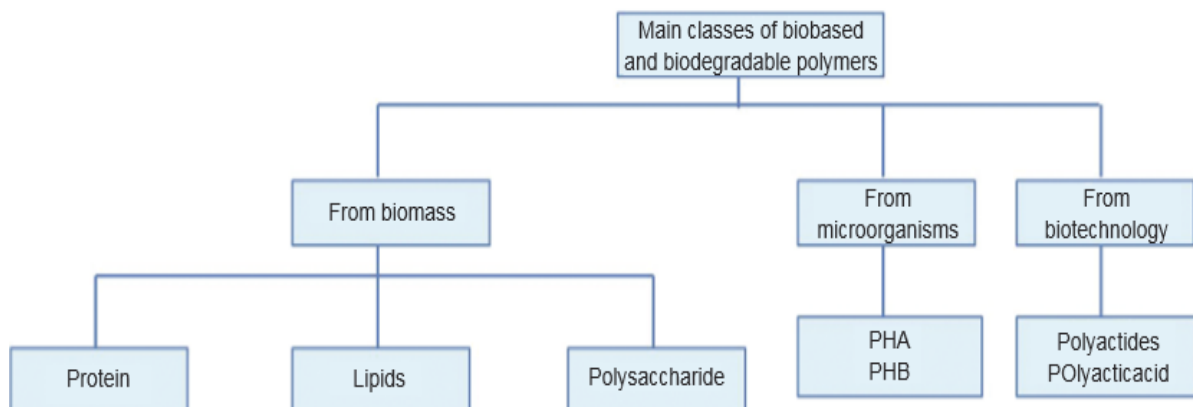 Main classes of biobased
and biodegradable polymers
From biomass
From
microorganisms
From
biotechnology
Protein
Lipids
Polysaccharide
PHA
PHB
Polyactides
POlyacticacid